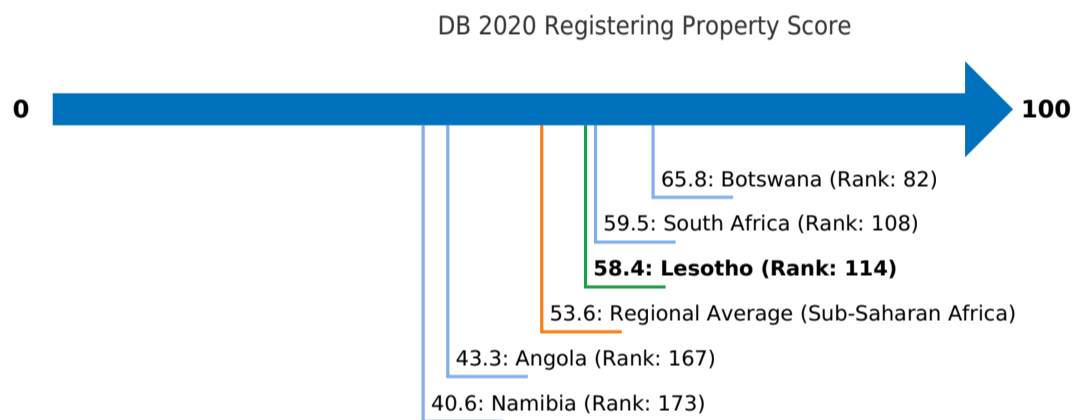 DB 2020 Registering Property Score
0
100
65.8: Botswana (Rank: 82)
59.5: South Africa (Rank: 108)
58.4: Lesotho (Rank: 114)
53.6: Regional Average (Sub-Saharan Africa)
43.3: Angola (Rank: 167)
40.6: Namibia (Rank: 173)